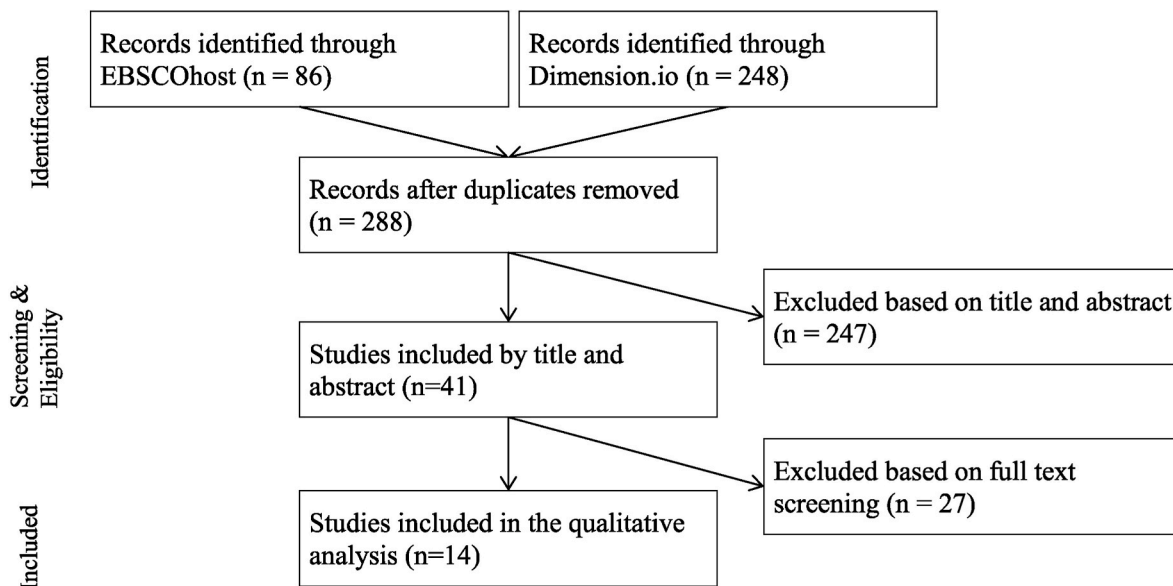 Identification
Records identified through
EBSCOhost (n = 86)
Records identified through
Dimension.io (n = 248)
Records after duplicates removed
(n = 288)
Screening &
Eligibility
Excluded based on title and abstract
(n = 247)
Studies included by title and
abstract (n=41)
Excluded based on full text
screening (n = 27)
Included
Studies included in the qualitative
analysis (n=14)